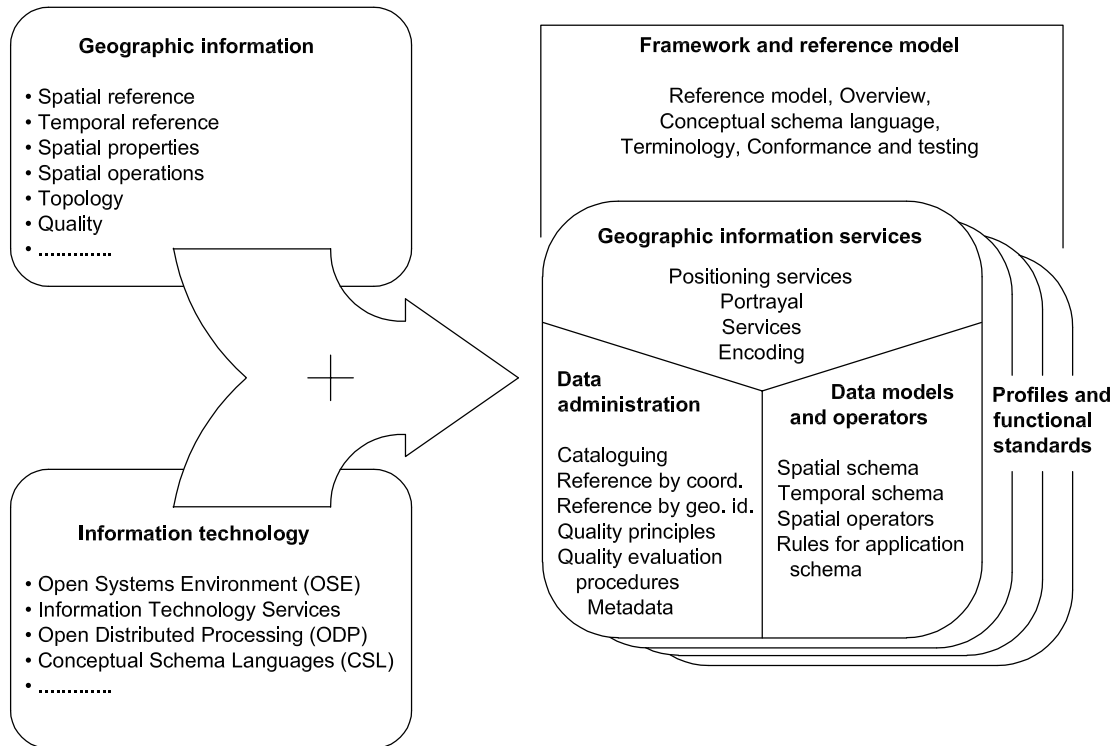 Geographic information
• Spatial reference
• Temporal reference
• Spatial properties
• Spatial operations
• Topology
• Quality
• .............
Information technology
• Open Systems Environment (OSE)
• Information Technology Services
• Open Distributed Processing (ODP)
• Conceptual Schema Languages (CSL)
• .............
Framework and reference model
Reference model, Overview,
Conceptual schema language,
Terminology, Conformance and testing
Geographic information services
Positioning services
Portrayal
Services
Encoding
Data
administration
Cataloguing
Reference by coord.
Reference by geo. id.
Quality principles
Quality evaluation
procedures
Metadata
Data models
and operators
Spatial schema
Temporal schema
Spatial operators
Rules for application
schema
Profiles and
functional
standards